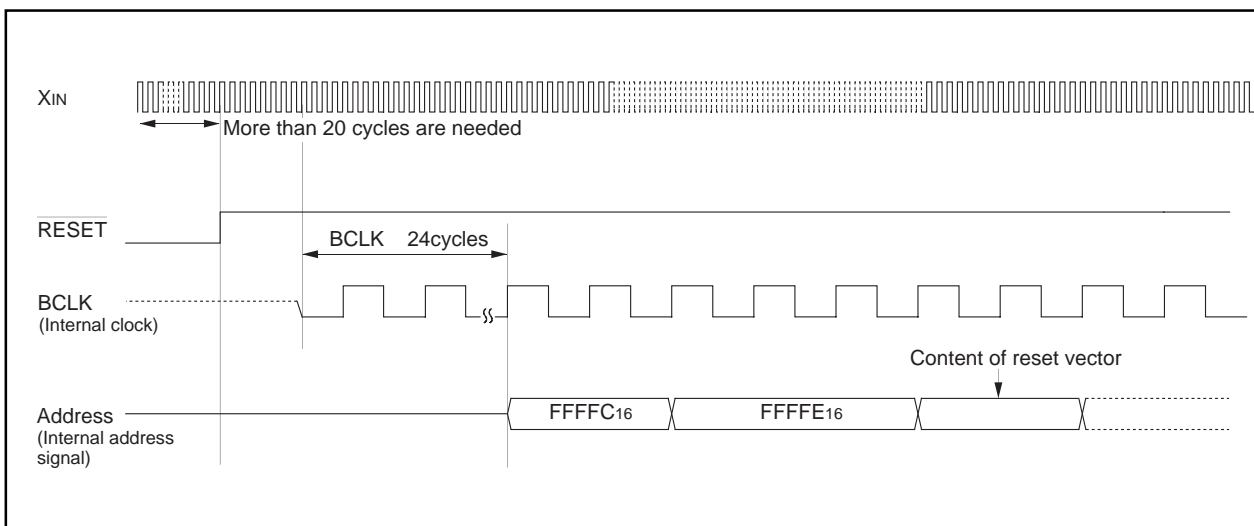 XIN
More than 20 cycles are needed
RESET
BCLK 24cycles
BCLK
(Internal clock)
Content of reset vector
Address
(Internal address
signal)
FFFFC16
FFFFE16